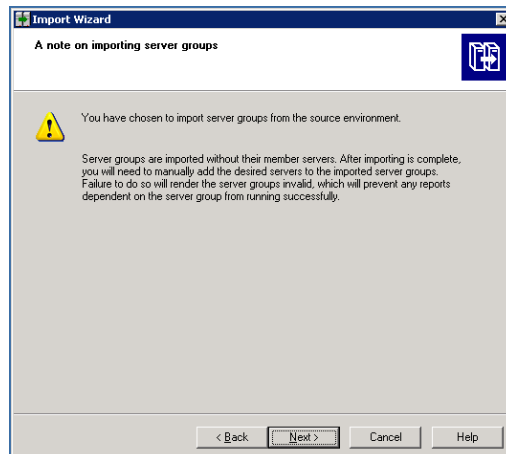 Import Wizard
A note on importing server groups
You have chosen to import server groups from the source environment.
Server groups are imported without their member servers. After importing is complete,
you will need to manually add the desired servers to the imported server groups.
Failure to do so will render the server groups invalid, which will prevent any reports
dependent on the server group from running successfully.
< Back Next > Cancel Help